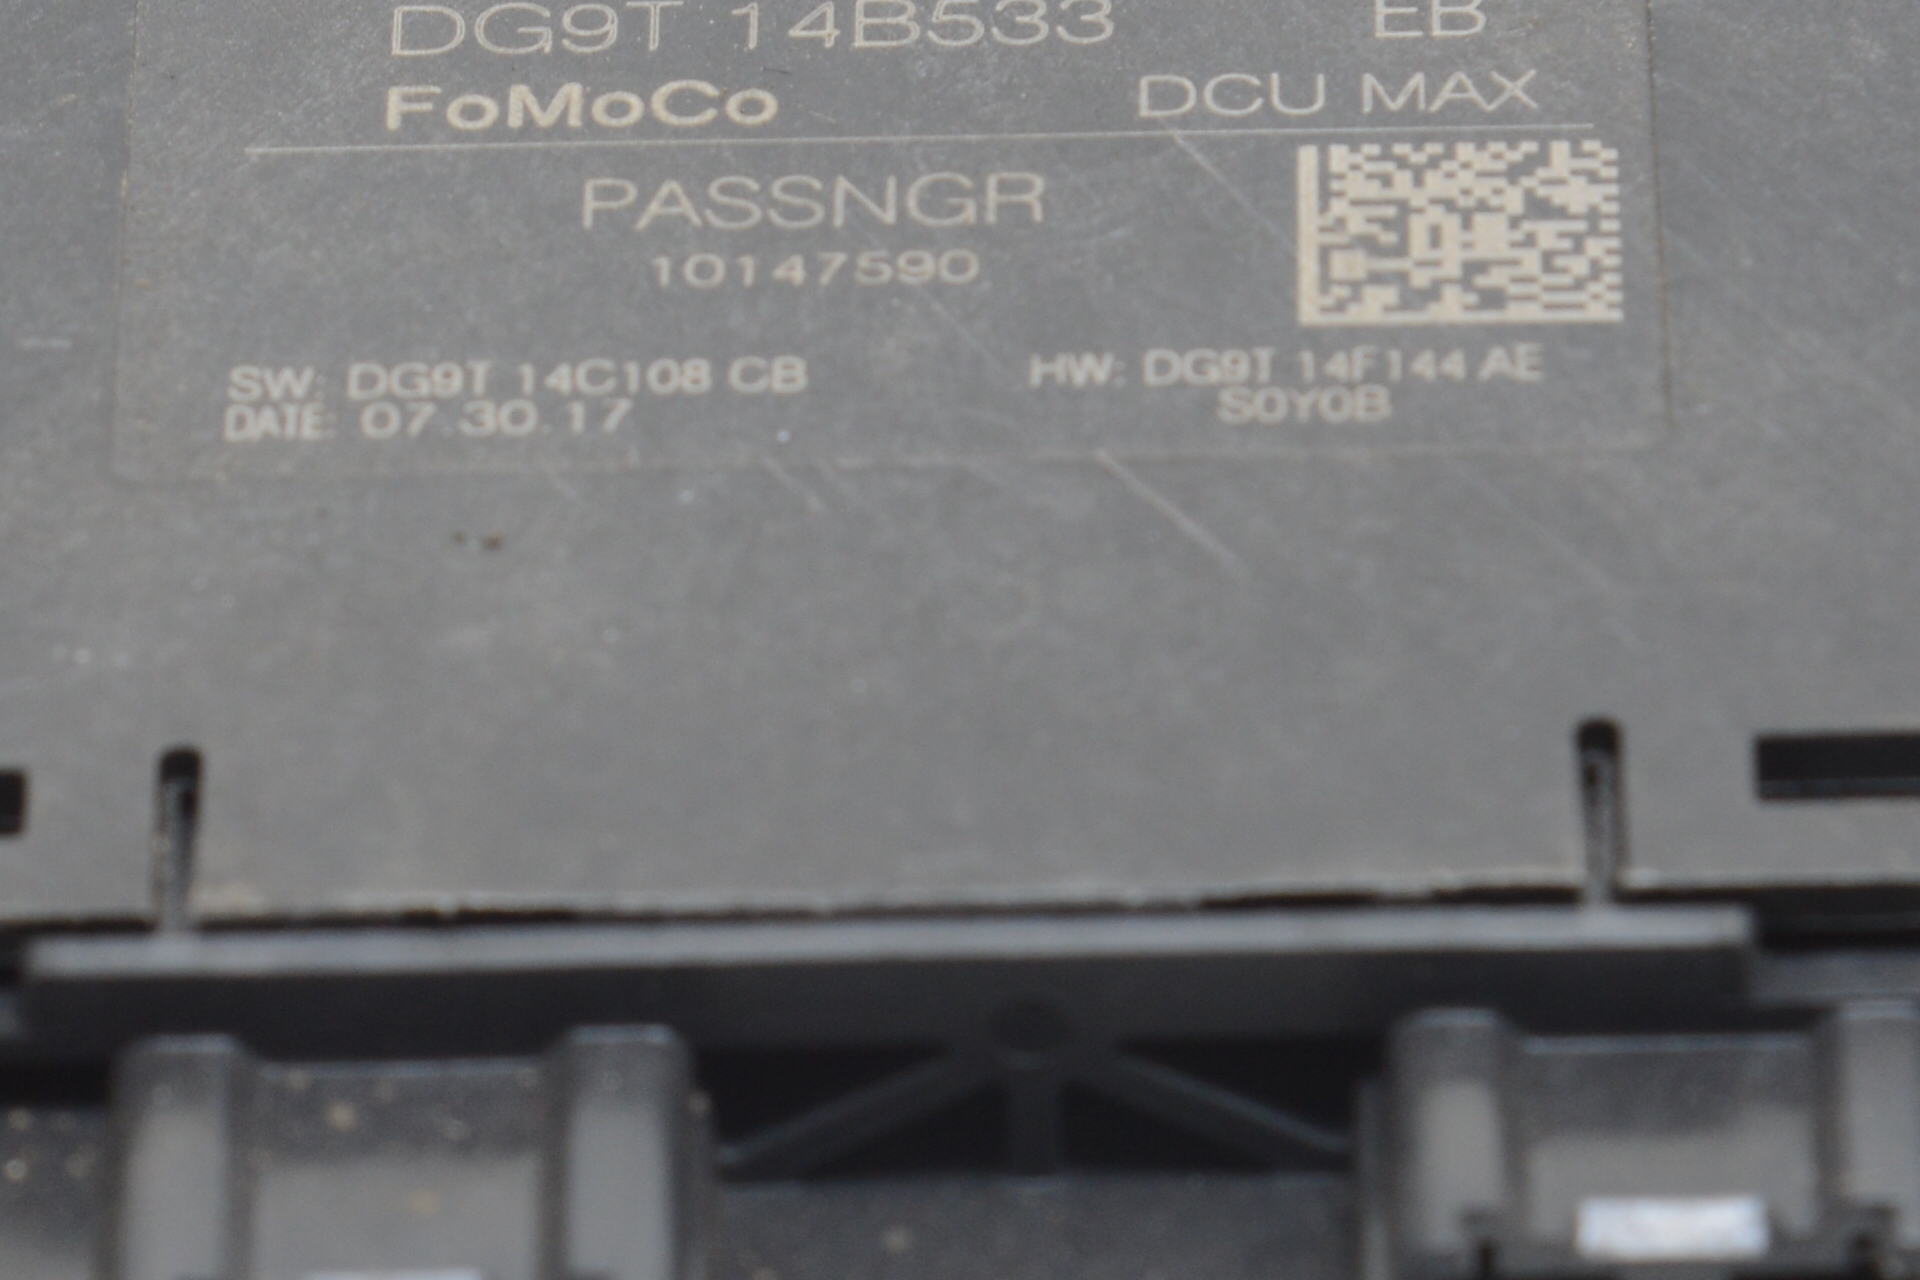 DG9T 14B533 EB
FoMoCo DCU MAX
PASSNGR
10147590
SW: DG9T 14C108 CB
HW: DG9T 14F144 AE
DATE: 07.30.17
S0Y0B